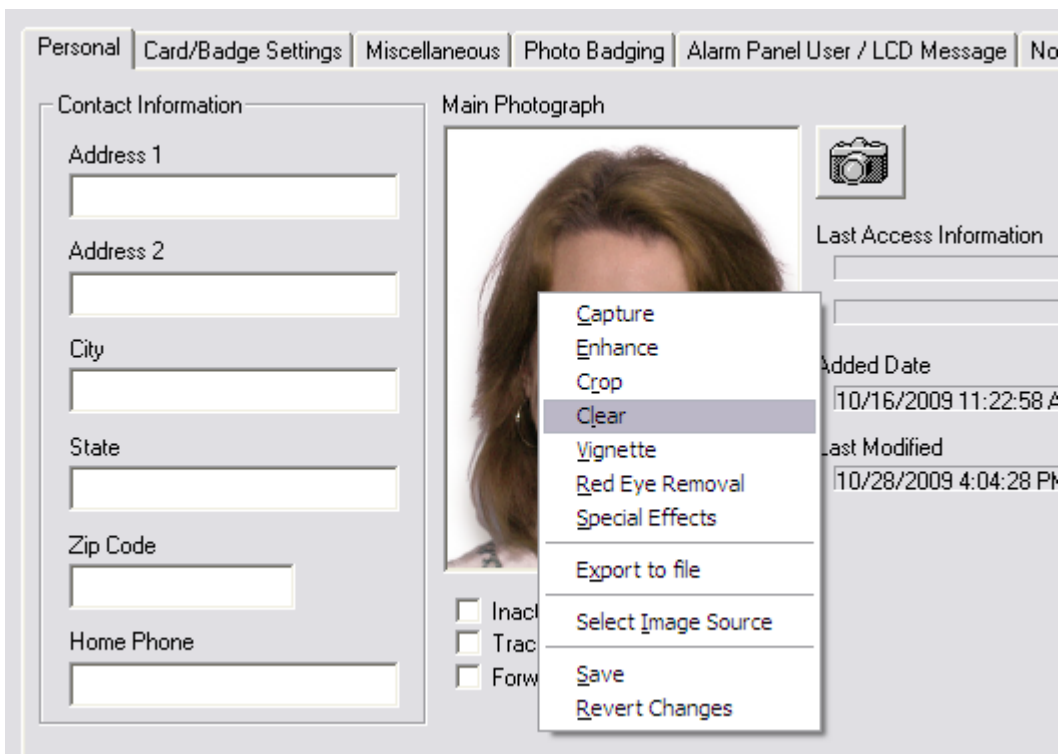 Personal Card/Badge Settings Miscellaneous Photo Badging Alarm Panel User / LCD Message
Contact Information
Address 1
Address 2
City
State
Zip Code
Home Phone
Main Photograph
Capture
Enhance
Crop
Clear
Vignette
Red Eye Removal
Special Effects
Export to file
Select Image Source
Save
Revert Changes
Last Access Information
Added Date
10/16/2009 11:22:58
Last Modified
10/28/2009 4:04:28 PM